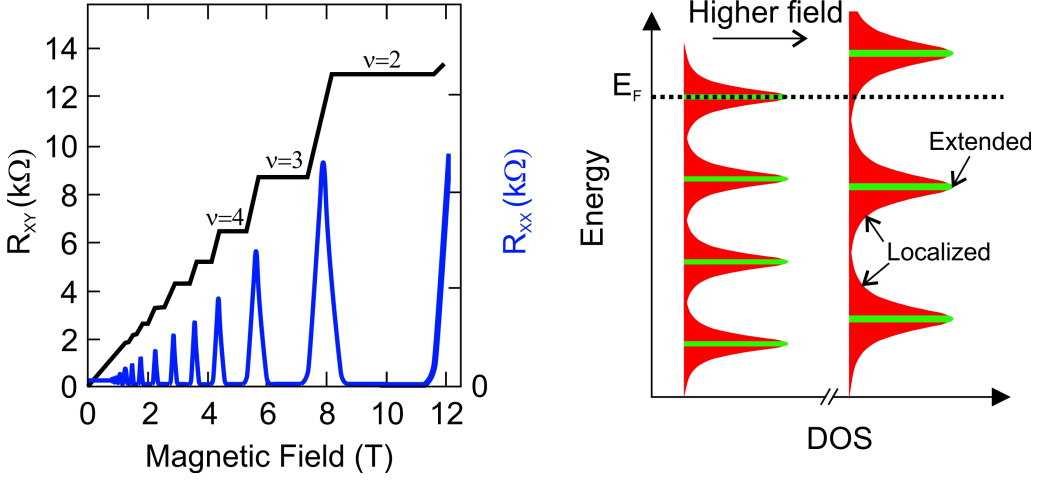 14
12
10
8
6
4
2
0
R_XY (kΩ)
ν=2
ν=3
ν=4
0
R_XX (kΩ)
0 2 4 6 8 10 12
Magnetic Field (T)
Higher field
E_F
Extended
Localized
Energy
DOS